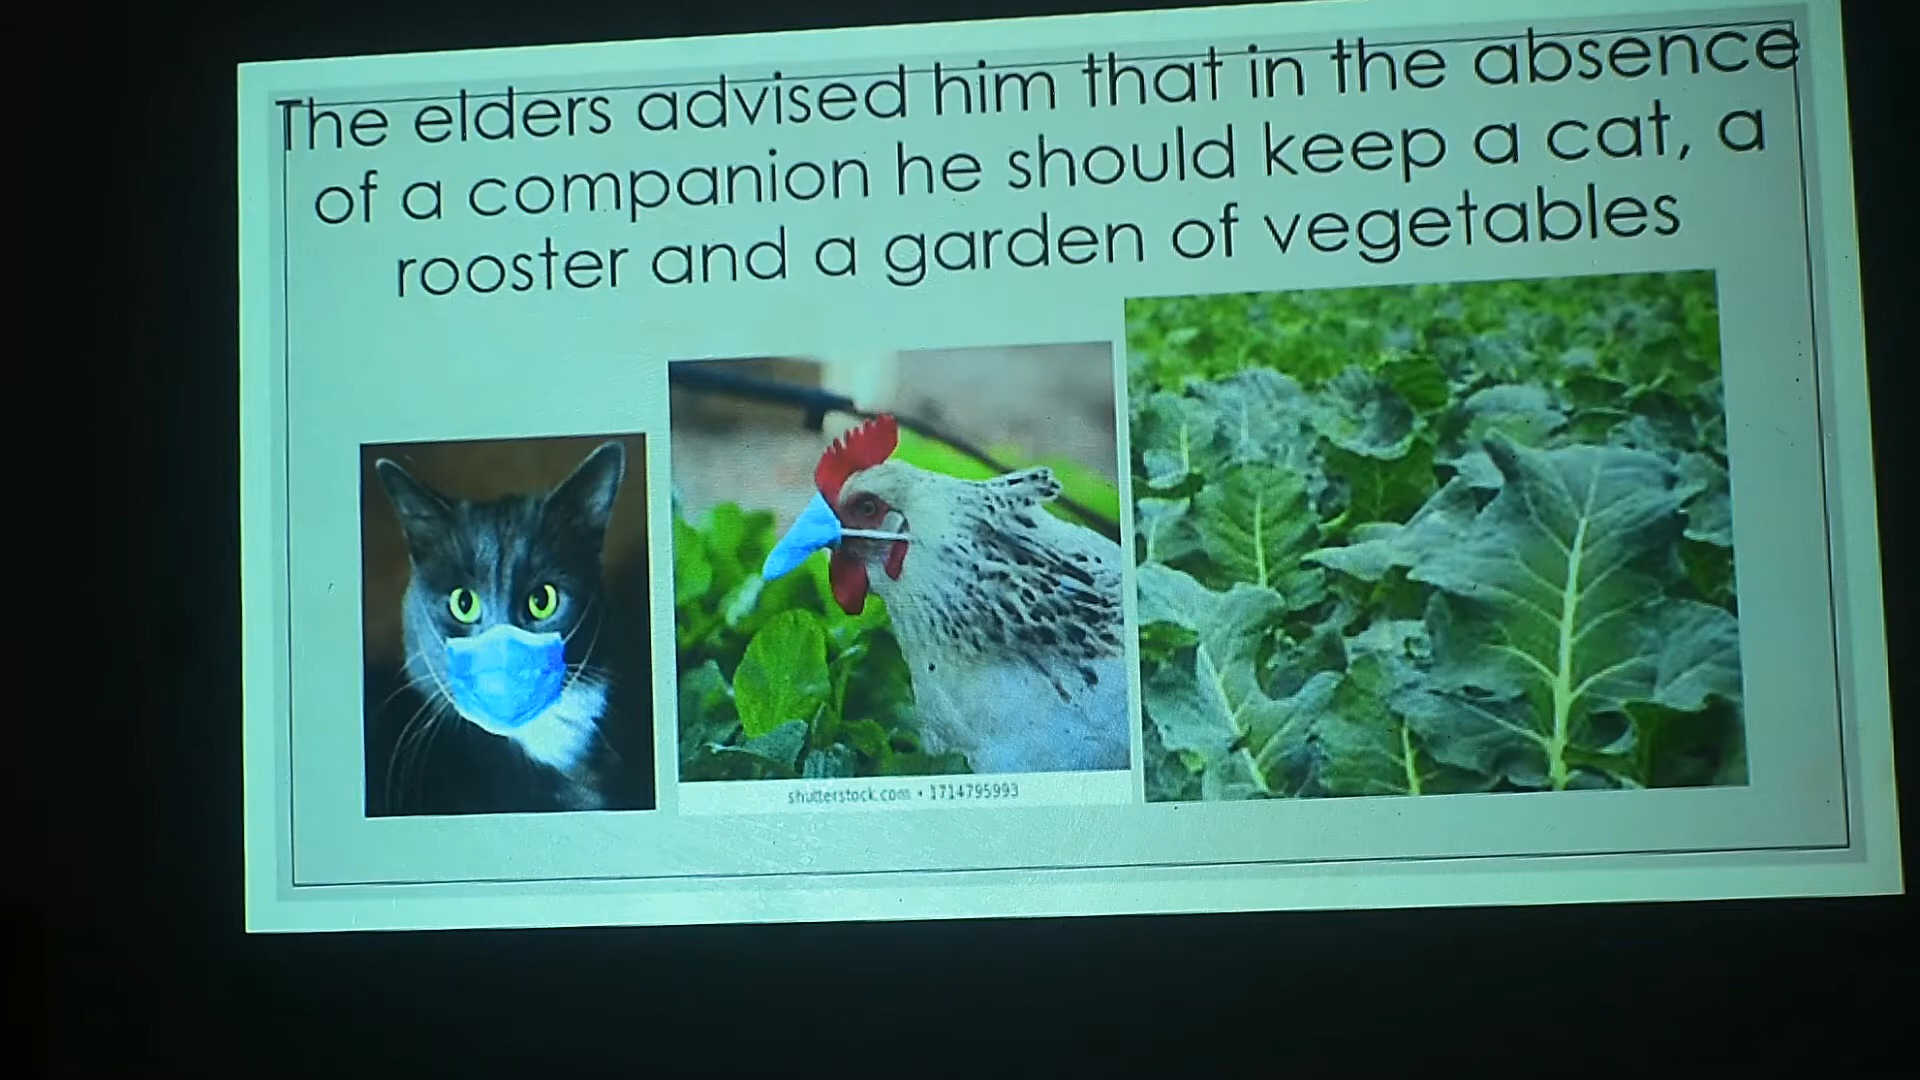 The elders advised him that in the absence
of a companion he should keep a cat, a
rooster and a garden of vegetables
shutterstock.com • 1714795993